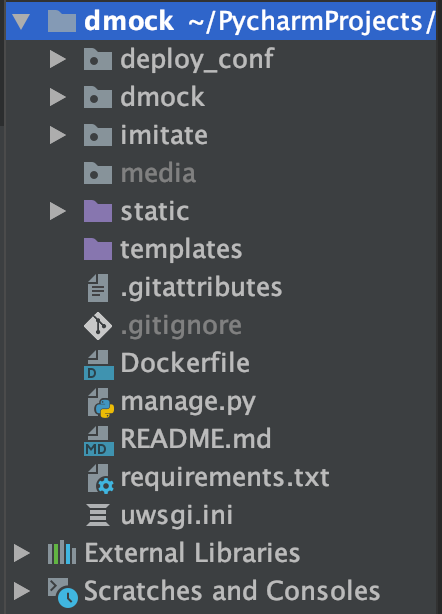 dmock ~/PycharmProjects/
deploy_conf
dmock
imitate
media
static
templates
.gitattributes
.gitignore
D Dockerfile
manage.py
MD README.md
requirements.txt
uwsgi.ini
External Libraries
Scratches and Consoles